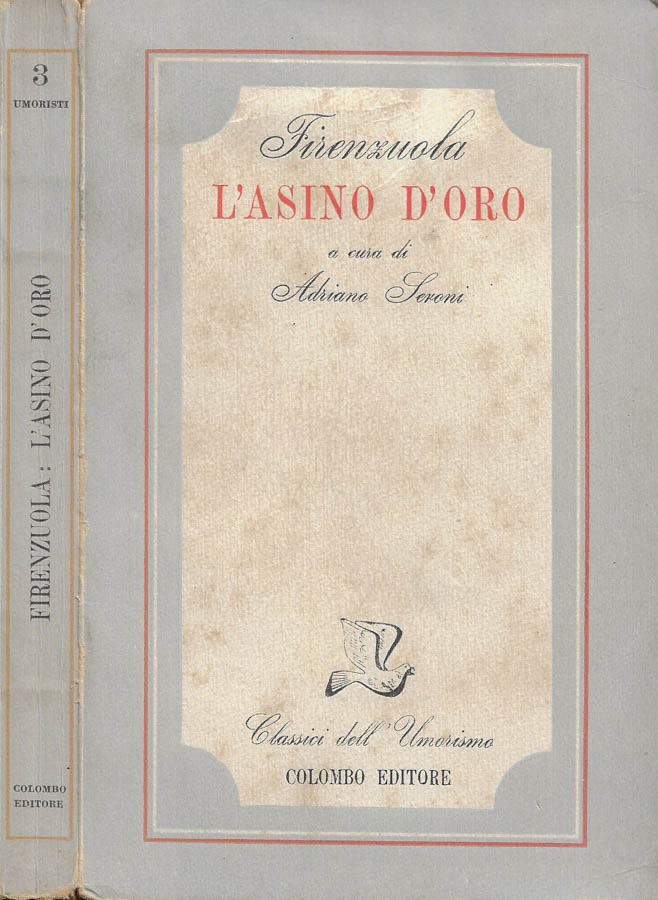 3
UMORISTI
FIRENZUOLA: L'ASINO D'ORO
COLOMBO
EDITORE
Firenzuola
L'ASINO D'ORO
a cura di
Adriano Seroni
Classici dell'Umorismo
COLOMBO EDITORE